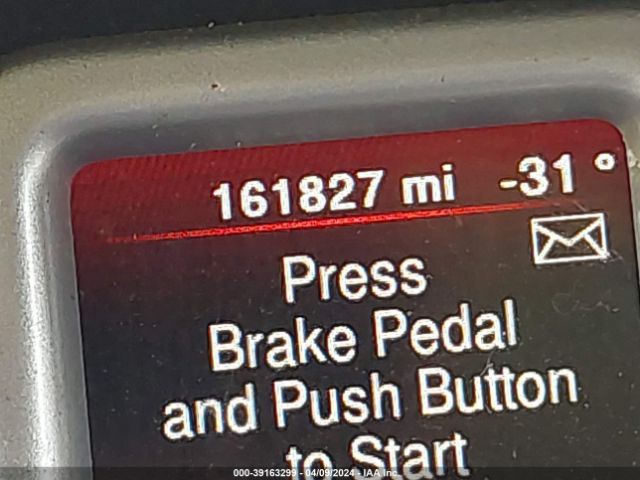 161827 mi -31 °
Press
Brake Pedal
and Push Button
to Start
000-39163299 - 04/09/2024 - IAA Inc.